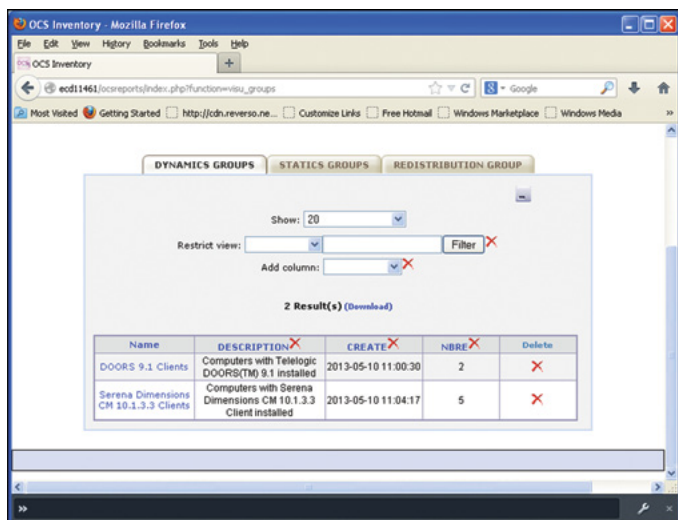 OCS Inventory - Mozilla Firefox
File Edit View History Bookmarks Tools Help
OCS Inventory
ecd11461/ocsreports/index.php?function=visu_groups
Google
Most Visited Getting Started http://cdn.reverso.ne... Customize Links Free Hotmail Windows Marketplace Windows Media »
DYNAMICS GROUPS STATICS GROUPS REDISTRIBUTION GROUP
Show: 20
Restrict view: Filter
Add column:
2 Result(s) (Download)
Name DESCRIPTION CREATE NBRE Delete
DOORS 9.1 Clients
Computers with Telelogic
DOORS(TM) 9.1 installed
2013-05-10 11:00:30
2
Serena Dimensions
CM 10.1.3.3 Clients
Computers with Serena
Dimensions CM 10.1.3.3
Client installed
2013-05-10 11:04:17
5
»